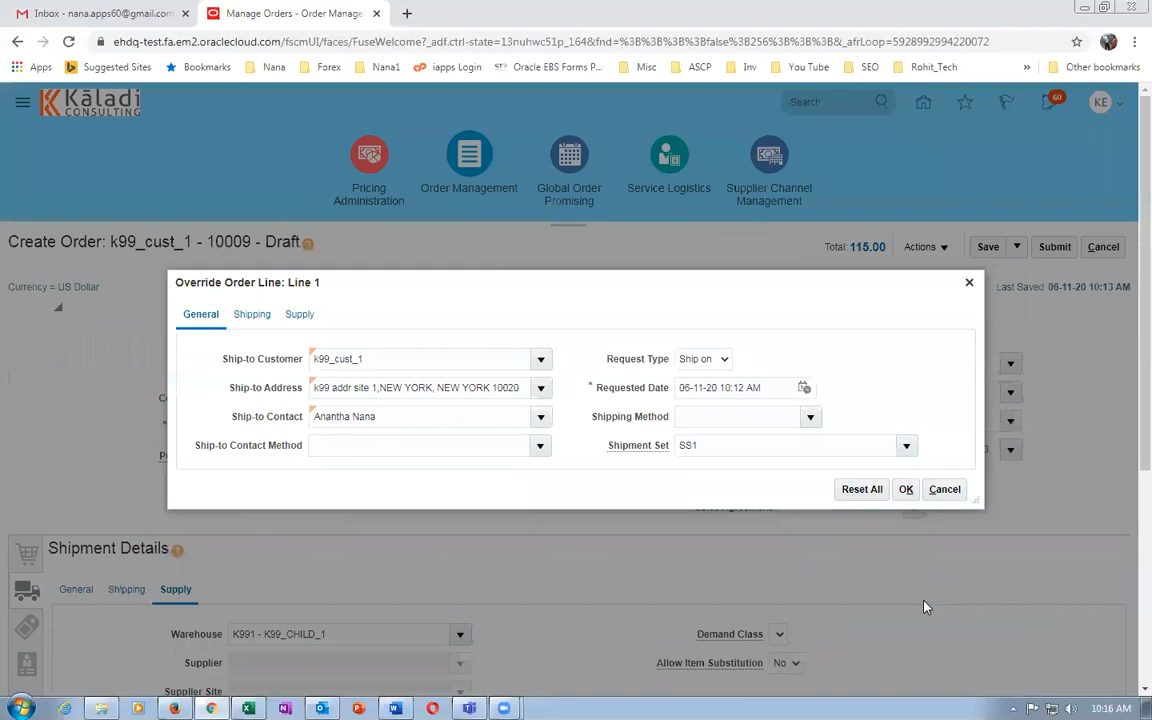 Inbox - nana.apps60@gmail.com
Manage Orders - Order Manage
ehdq-test.fa.em2.oraclecloud.com/fscmUI/faces/FuseWelcome?_adf.ctrl-state=13nuhwc51p_164&fnd=%3B%3B%3B%3Bfalse%3B256%3B%3B%3B&_afrLoop=5928992994220072
Apps Suggested Sites Bookmarks Nana Forex Nana1 iapps Login Oracle EBS Forms P... Misc ASCP Inv You Tube SEO Rohit_Tech » Other bookmarks
Kāladi
CONSULTING
Search
60
KE
Pricing Administration
Order Management
Global Order Promising
Service Logistics
Supplier Channel Management
Create Order: k99_cust_1 - 10009 - Draft
Total: 115.00 Actions Save Submit Cancel
Currency = US Dollar
Last Saved 06-11-20 10:13 AM
Override Order Line: Line 1
General Shipping Supply
Ship-to Customer k99_cust_1
Request Type Ship on
Ship-to Address k99 addr site 1,NEW YORK, NEW YORK 10020
* Requested Date 06-11-20 10:12 AM
Ship-to Contact Anantha Nana
Shipping Method
Ship-to Contact Method
Shipment Set SS1
Reset All OK Cancel
Shipment Details
General Shipping Supply
Warehouse K991 - K99_CHILD_1
Demand Class
Supplier
Allow Item Substitution No
Supplier Site
10:16 AM